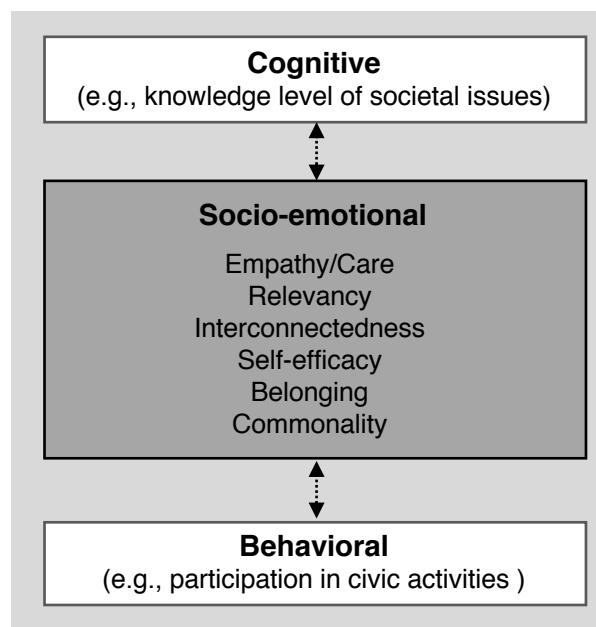 Cognitive
(e.g., knowledge level of societal issues)
Socio-emotional
Empathy/Care
Relevancy
Interconnectedness
Self-efficacy
Belonging
Commonality
Behavioral
(e.g., participation in civic activities )